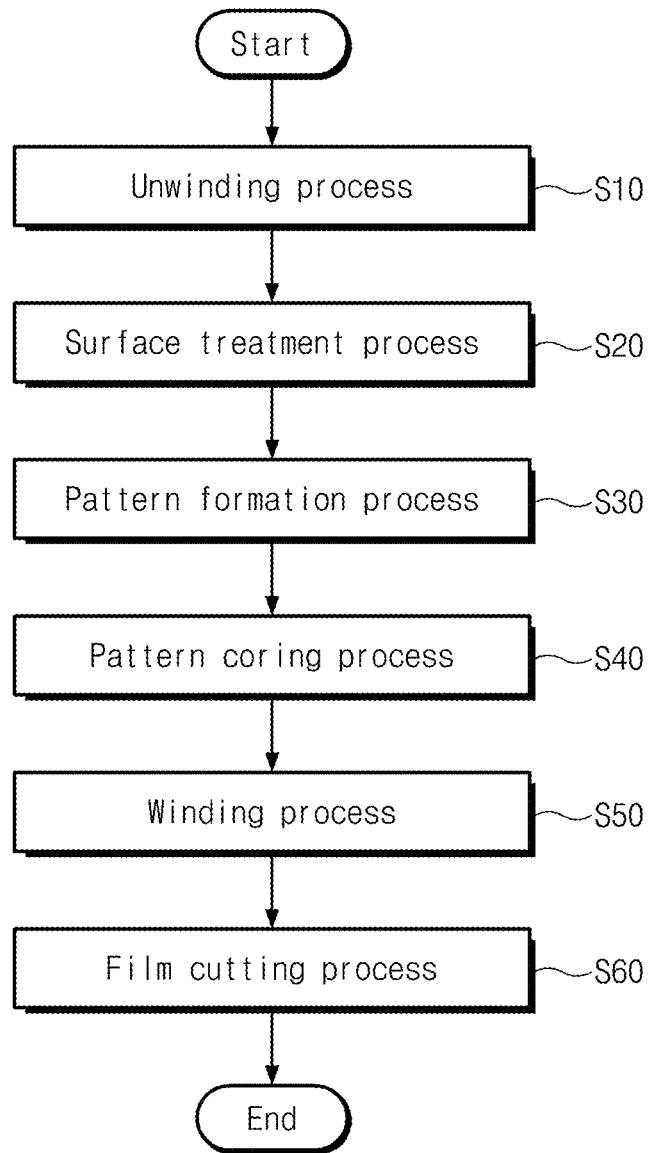 Start
Unwinding process
S10
Surface treatment process
S20
Pattern formation process
S30
Pattern coring process
S40
Winding process
S50
Film cutting process
S60
End